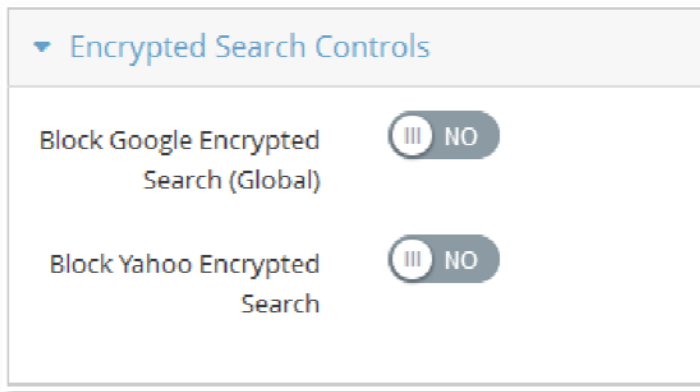 Encrypted Search Controls
Block Google Encrypted
Search (Global)
NO
Block Yahoo Encrypted
Search
NO